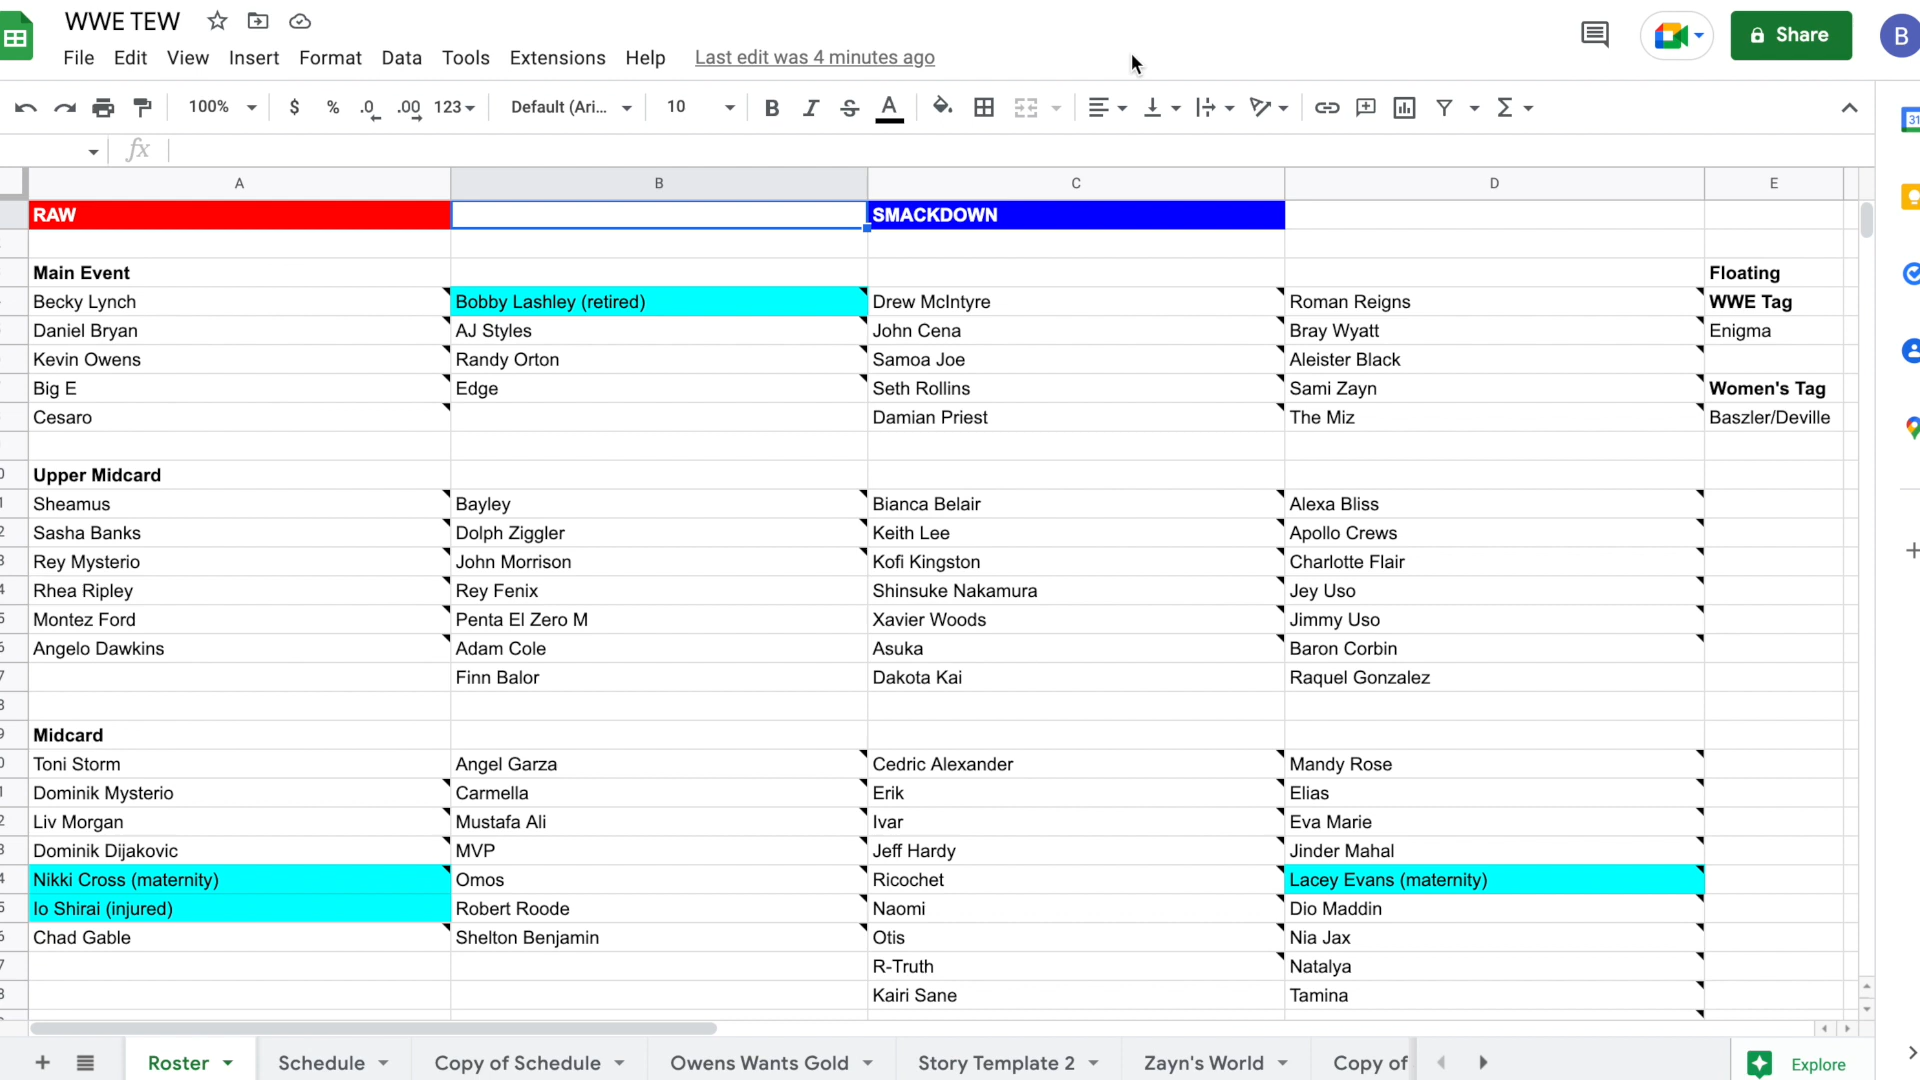 WWE TEW
File Edit View Insert Format Data Tools Extensions Help Last edit was 4 minutes ago
Share
B
100% $ % .0 .00 123 Default (Ari... 10 B I S A
31
fx
A B C D E
RAW SMACKDOWN
Main Event Floating
Becky Lynch Bobby Lashley (retired) Drew McIntyre Roman Reigns WWE Tag
Daniel Bryan AJ Styles John Cena Bray Wyatt Enigma
Kevin Owens Randy Orton Samoa Joe Aleister Black
Big E Edge Seth Rollins Sami Zayn Women's Tag
Cesaro Damian Priest The Miz Baszler/Deville
Upper Midcard
Sheamus Bayley Bianca Belair Alexa Bliss
Sasha Banks Dolph Ziggler Keith Lee Apollo Crews
Rey Mysterio John Morrison Kofi Kingston Charlotte Flair
Rhea Ripley Rey Fenix Shinsuke Nakamura Jey Uso
Montez Ford Penta El Zero M Xavier Woods Jimmy Uso
Angelo Dawkins Adam Cole Asuka Baron Corbin
Finn Balor Dakota Kai Raquel Gonzalez
Midcard
Toni Storm Angel Garza Cedric Alexander Mandy Rose
Dominik Mysterio Carmella Erik Elias
Liv Morgan Mustafa Ali Ivar Eva Marie
Dominik Dijakovic MVP Jeff Hardy Jinder Mahal
Nikki Cross (maternity) Omos Ricochet Lacey Evans (maternity)
Io Shirai (injured) Robert Roode Naomi Dio Maddin
Chad Gable Shelton Benjamin Otis Nia Jax
R-Truth Natalya
Kairi Sane Tamina
Roster Schedule Copy of Schedule Owens Wants Gold Story Template 2 Zayn's World Copy of Explore